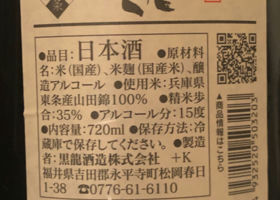 ●品目：日本酒 ●原材料
名：米（国産）、米麹（国産米）、醸
造アルコール ●使用米：兵庫県
東条産山田錦100％ ●精米歩
合：35％ ●アルコール分：15度
●内容量：720ml ●保存方法：冷
蔵庫で保存してください。 ●製造
者：黒龍酒造株式会社 +K
福井県吉田郡永平寺町松岡春日
1-38 ☎0776-61-6110
商品情報はこちら